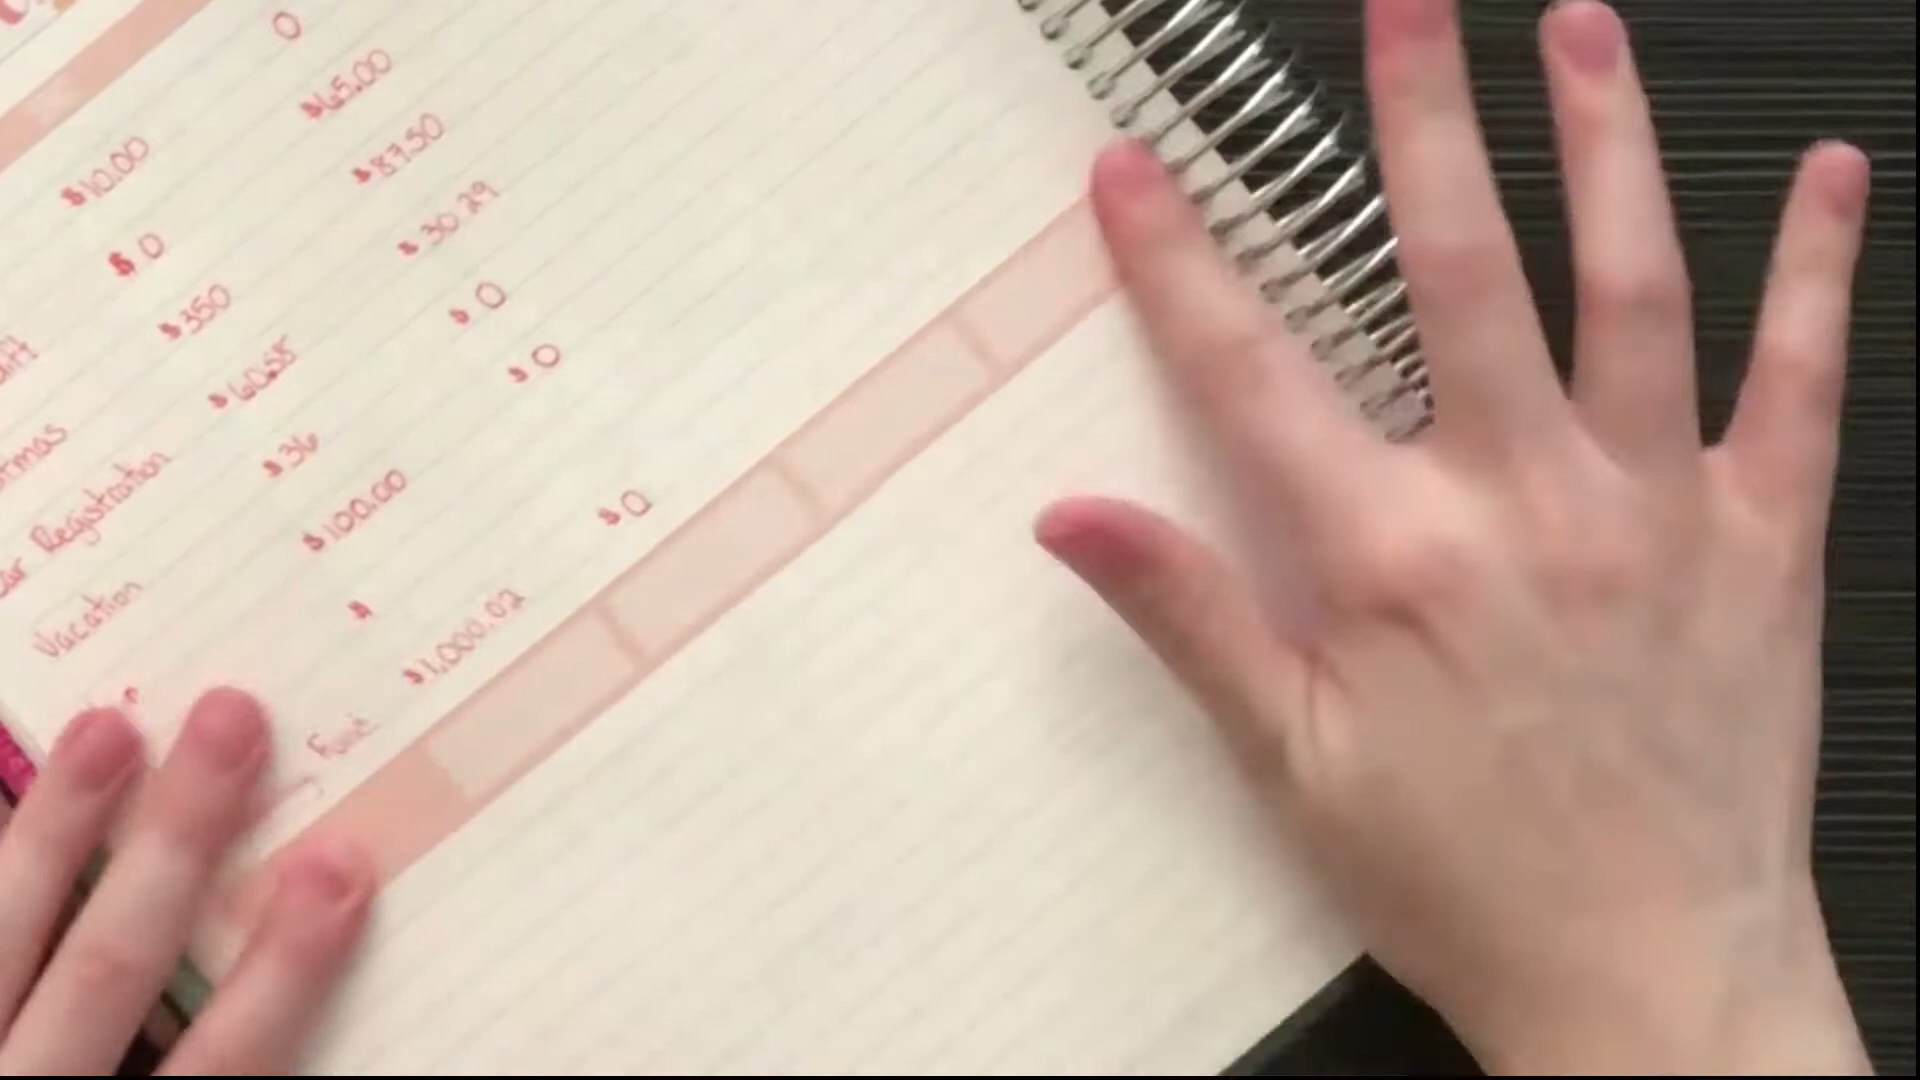 $10.00 0
$0 $65.00
$350 $87.50
Registration $60.55 $30.29
Vacation $36 $0
$100.00 $0
$
Fund $1,000.02 $0